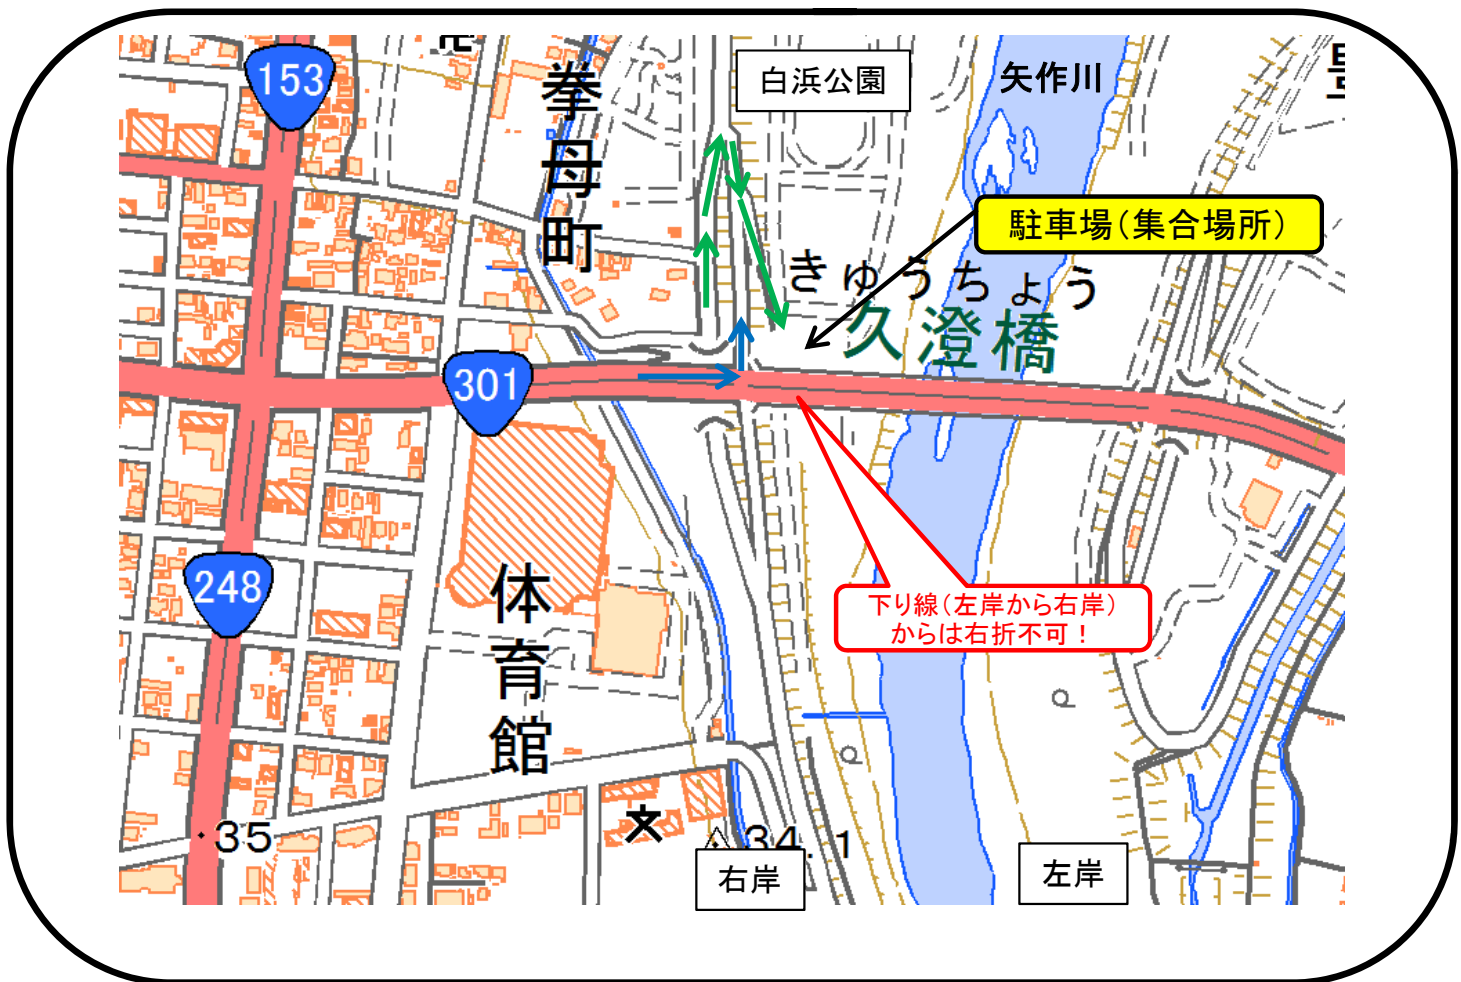 153
挙母町
白浜公園
矢作川
駐車場（集合場所）
きゅうちょう
久澄橋
301
248
体育館
下り線（左岸から右岸）
からは右折不可！
35
34.1
右岸
左岸